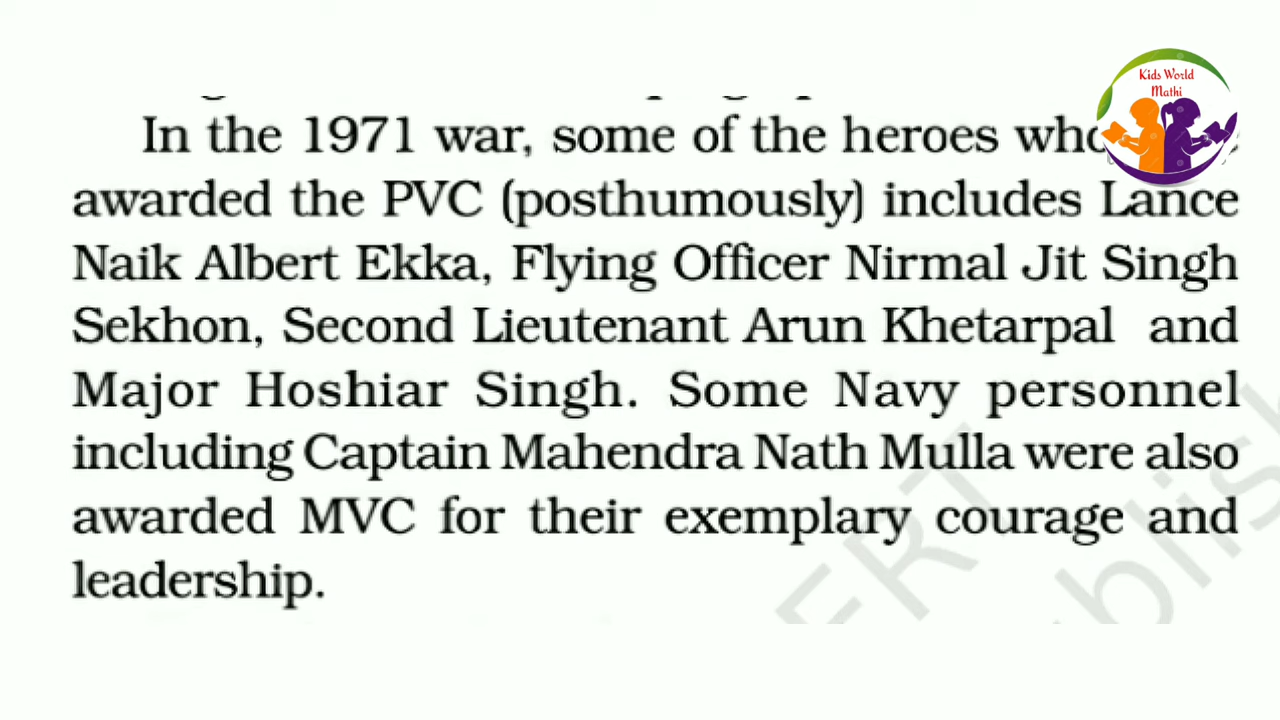 Kids World
Mathi
In the 1971 war, some of the heroes who
awarded the PVC (posthumously) includes Lance
Naik Albert Ekka, Flying Officer Nirmal Jit Singh
Sekhon, Second Lieutenant Arun Khetarpal and
Major Hoshiar Singh. Some Navy personnel
including Captain Mahendra Nath Mulla were also
awarded MVC for their exemplary courage and
leadership.